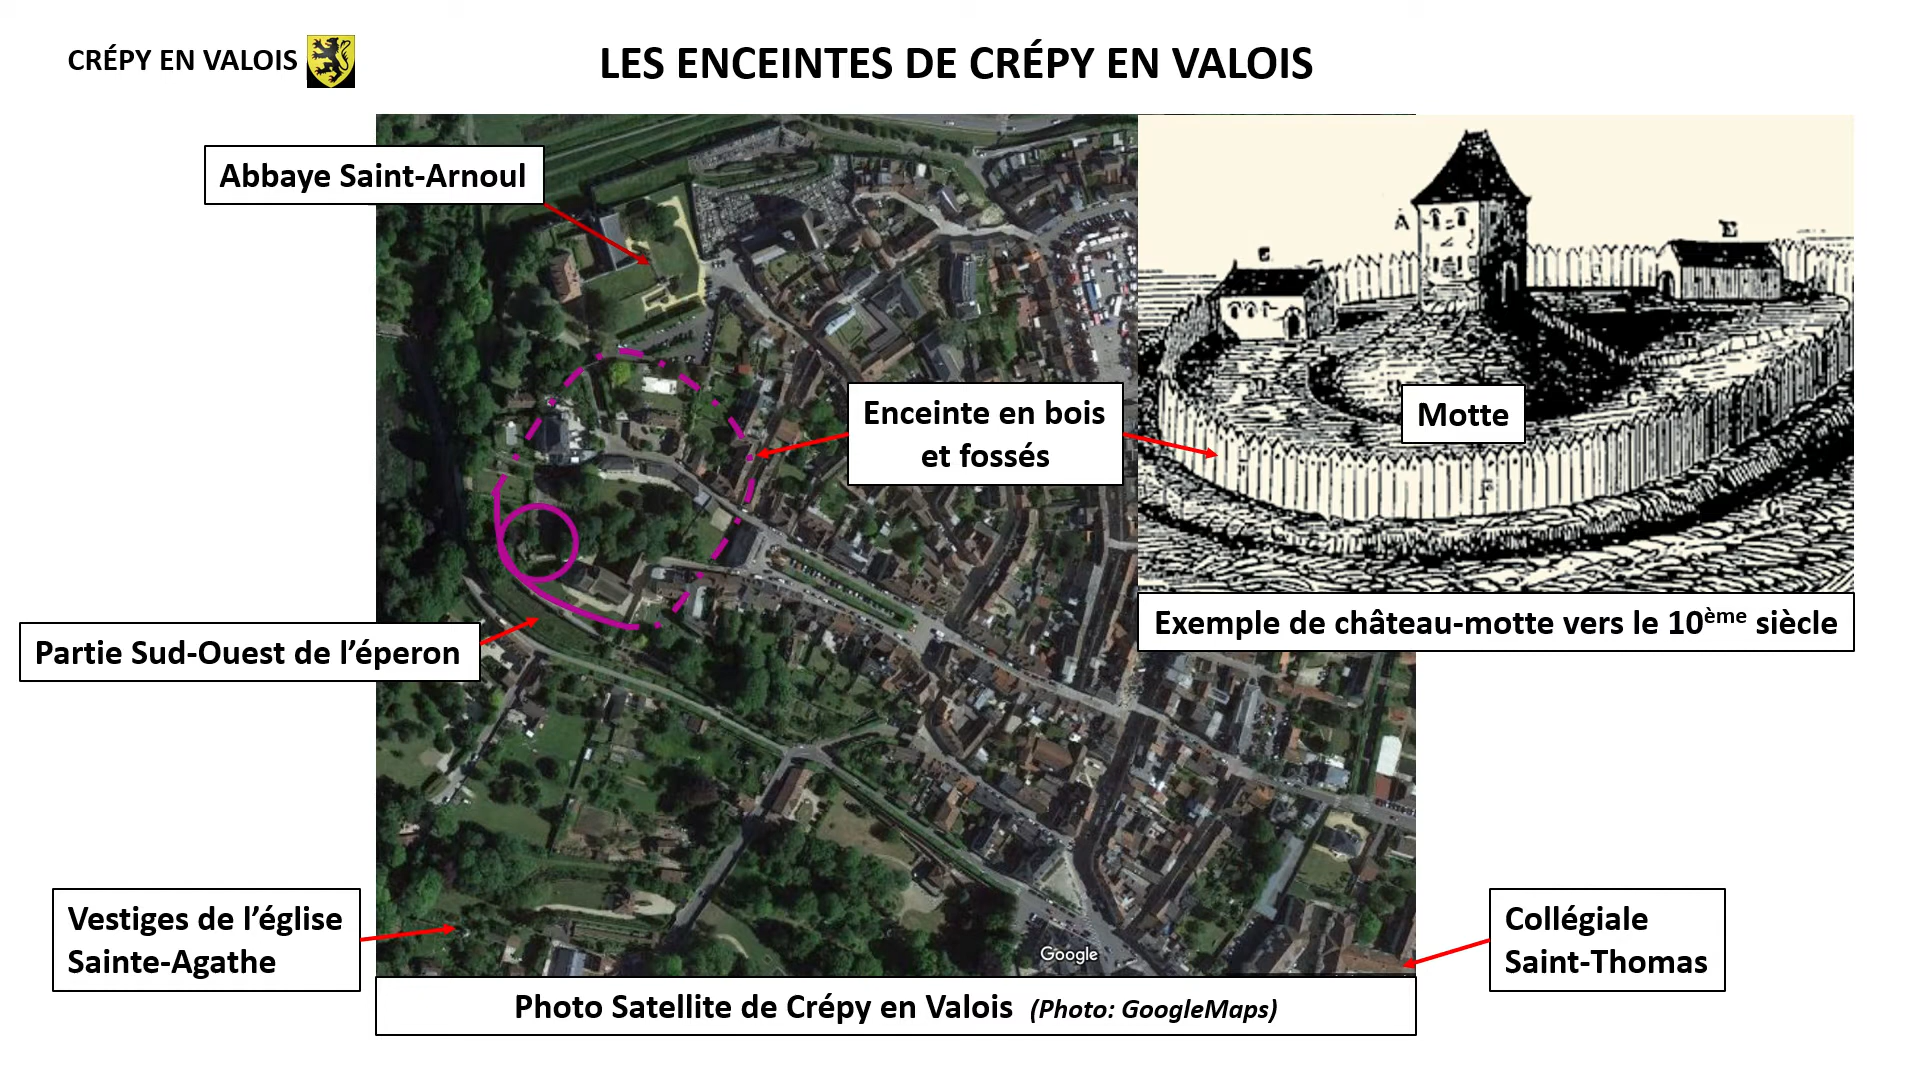 CRÉPY EN VALOIS
LES ENCEINTES DE CRÉPY EN VALOIS
Abbaye Saint-Arnoul
A
E
Enceinte en bois
et fossés
Motte
F
Exemple de château-motte vers le 10ème siècle
Partie Sud-Ouest de l’éperon
Vestiges de l’église
Sainte-Agathe
Collégiale
Saint-Thomas
Google
Photo Satellite de Crépy en Valois (Photo: GoogleMaps)